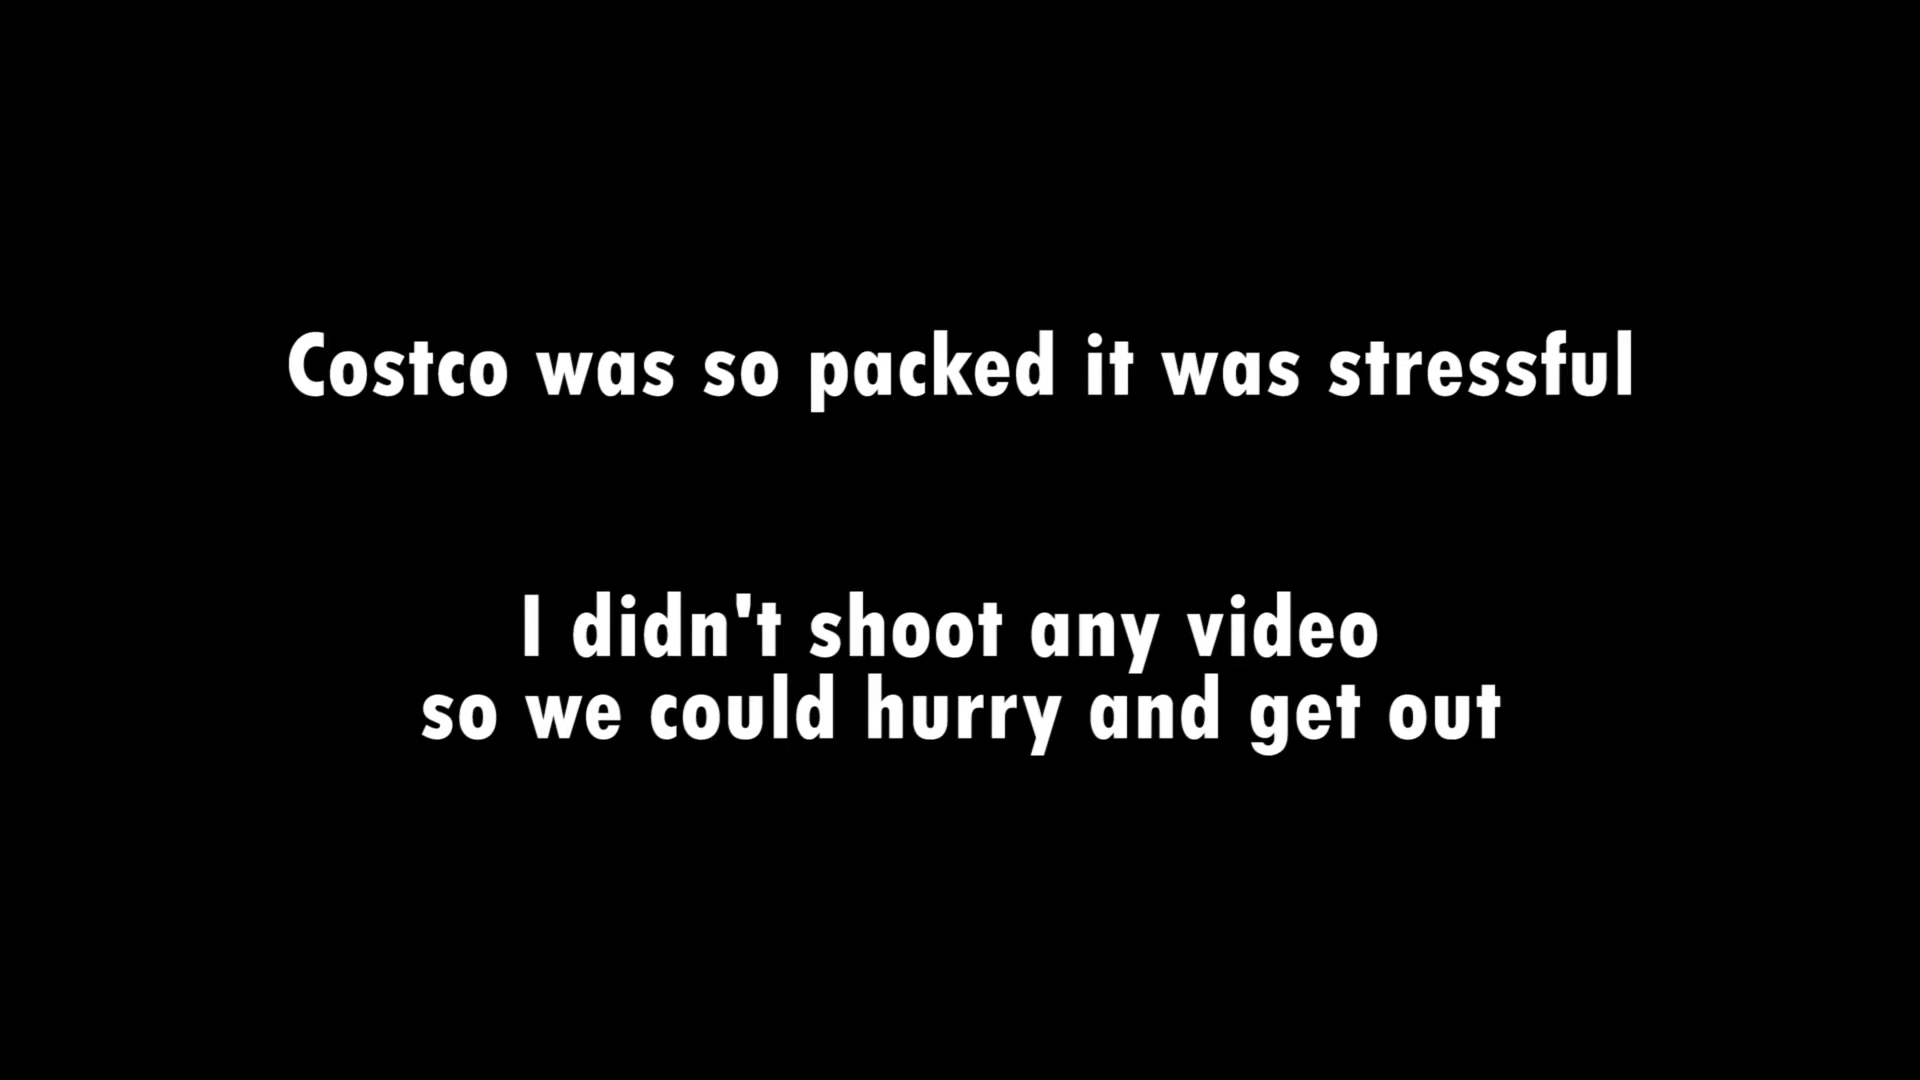 Costco was so packed it was stressful
I didn't shoot any video
so we could hurry and get out